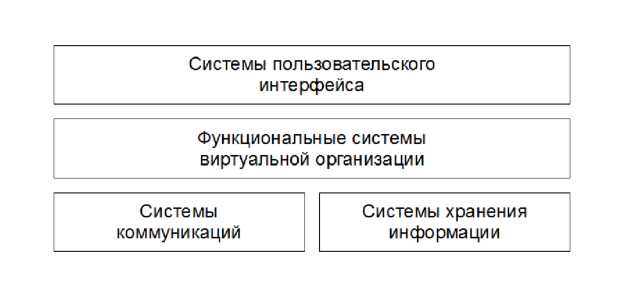 Системы пользовательского
интерфейса
Функциональные системы
виртуальной организации
Системы
коммуникаций
Системы хранения
информации